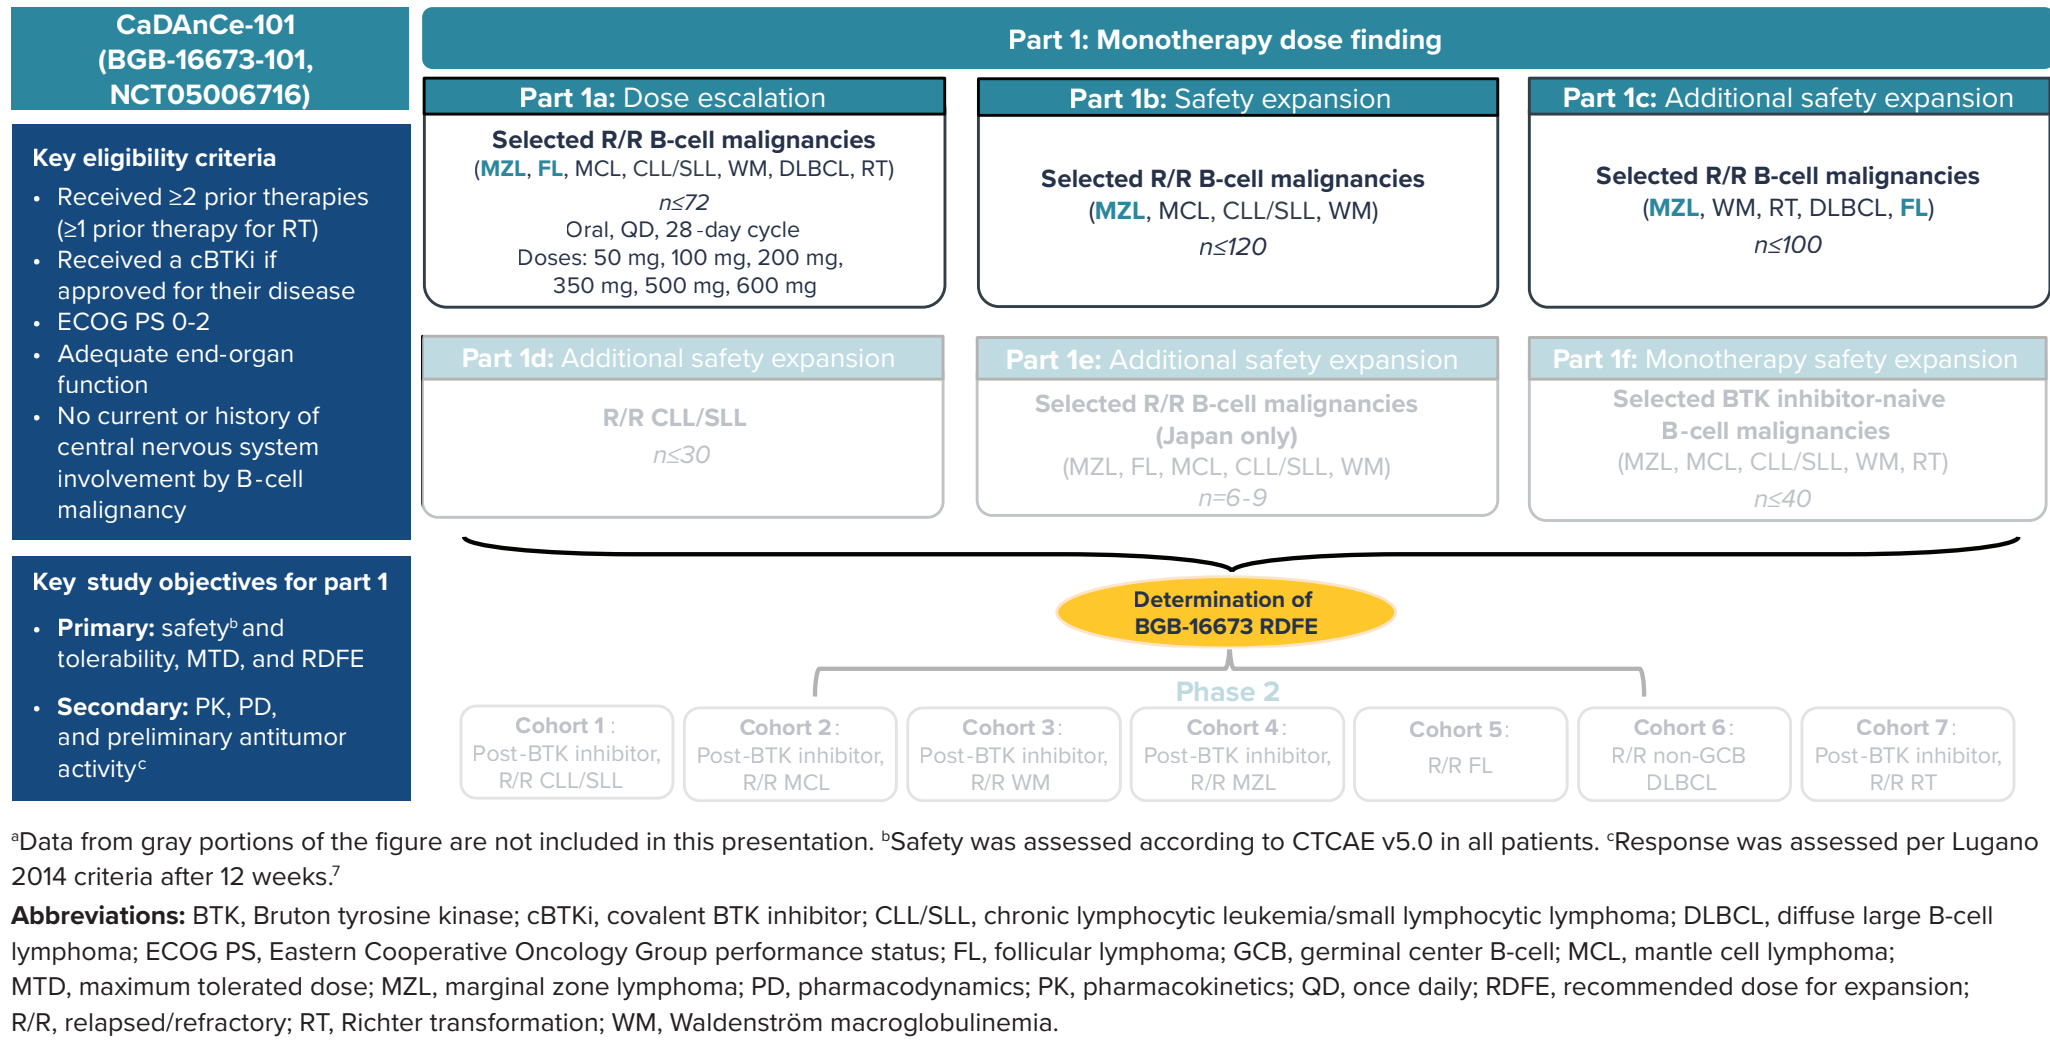 CaDAnCe-101
(BGB-16673-101,
NCT05006716)
Key eligibility criteria
• Received ≥2 prior therapies
(≥1 prior therapy for RT)
• Received a cBTKi if
approved for their disease
• ECOG PS 0-2
• Adequate end-organ
function
• No current or history of
central nervous system
involvement by B-cell
malignancy
Key study objectives for part 1
• Primary: safetyᵇ and
tolerability, MTD, and RDFE
• Secondary: PK, PD,
and preliminary antitumor
activityᶜ
Part 1: Monotherapy dose finding
Part 1a: Dose escalation
Selected R/R B-cell malignancies
(MZL, FL, MCL, CLL/SLL, WM, DLBCL, RT)
n≤72
Oral, QD, 28-day cycle
Doses: 50 mg, 100 mg, 200 mg,
350 mg, 500 mg, 600 mg
Part 1b: Safety expansion
Selected R/R B-cell malignancies
(MZL, MCL, CLL/SLL, WM)
n≤120
Part 1c: Additional safety expansion
Selected R/R B-cell malignancies
(MZL, WM, RT, DLBCL, FL)
n≤100
Part 1d: Additional safety expansion
R/R CLL/SLL
n≤30
Part 1e: Additional safety expansion
Selected R/R B-cell malignancies
(Japan only)
(MZL, FL, MCL, CLL/SLL, WM)
n=6-9
Part 1f: Monotherapy safety expansion
Selected BTK inhibitor-naive
B-cell malignancies
(MZL, MCL, CLL/SLL, WM, RT)
n≤40
Determination of
BGB-16673 RDFE
Phase 2
Cohort 1:
Post-BTK inhibitor,
R/R CLL/SLL
Cohort 2:
Post-BTK inhibitor,
R/R MCL
Cohort 3:
Post-BTK inhibitor,
R/R WM
Cohort 4:
Post-BTK inhibitor,
R/R MZL
Cohort 5:
R/R FL
Cohort 6:
R/R non-GCB
DLBCL
Cohort 7:
Post-BTK inhibitor,
R/R RT
ᵃData from gray portions of the figure are not included in this presentation. ᵇSafety was assessed according to CTCAE v5.0 in all patients. ᶜResponse was assessed per Lugano
2014 criteria after 12 weeks.⁷
Abbreviations: BTK, Bruton tyrosine kinase; cBTKi, covalent BTK inhibitor; CLL/SLL, chronic lymphocytic leukemia/small lymphocytic lymphoma; DLBCL, diffuse large B-cell
lymphoma; ECOG PS, Eastern Cooperative Oncology Group performance status; FL, follicular lymphoma; GCB, germinal center B-cell; MCL, mantle cell lymphoma;
MTD, maximum tolerated dose; MZL, marginal zone lymphoma; PD, pharmacodynamics; PK, pharmacokinetics; QD, once daily; RDFE, recommended dose for expansion;
R/R, relapsed/refractory; RT, Richter transformation; WM, Waldenström macroglobulinemia.